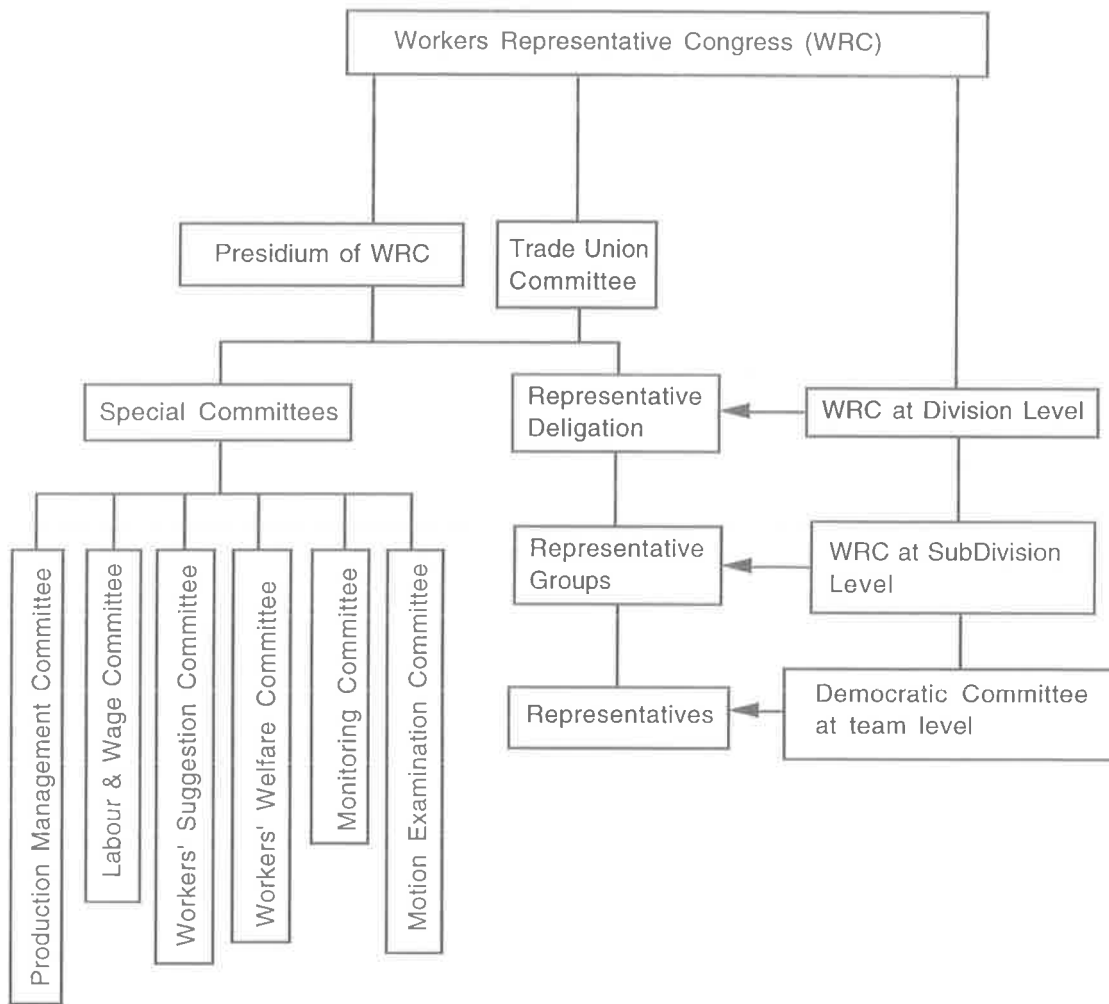 Workers Representative Congress (WRC)
Presidium of WRC
Trade Union
Committee
Special Committees
Representative
Deligation
WRC at Division Level
Representative
Groups
WRC at SubDivision
Level
Representatives
Democratic Committee
at team level
Production Management Committee
Labour & Wage Committee
Workers' Suggestion Committee
Workers' Welfare Committee
Monitoring Committee
Motion Examination Committee